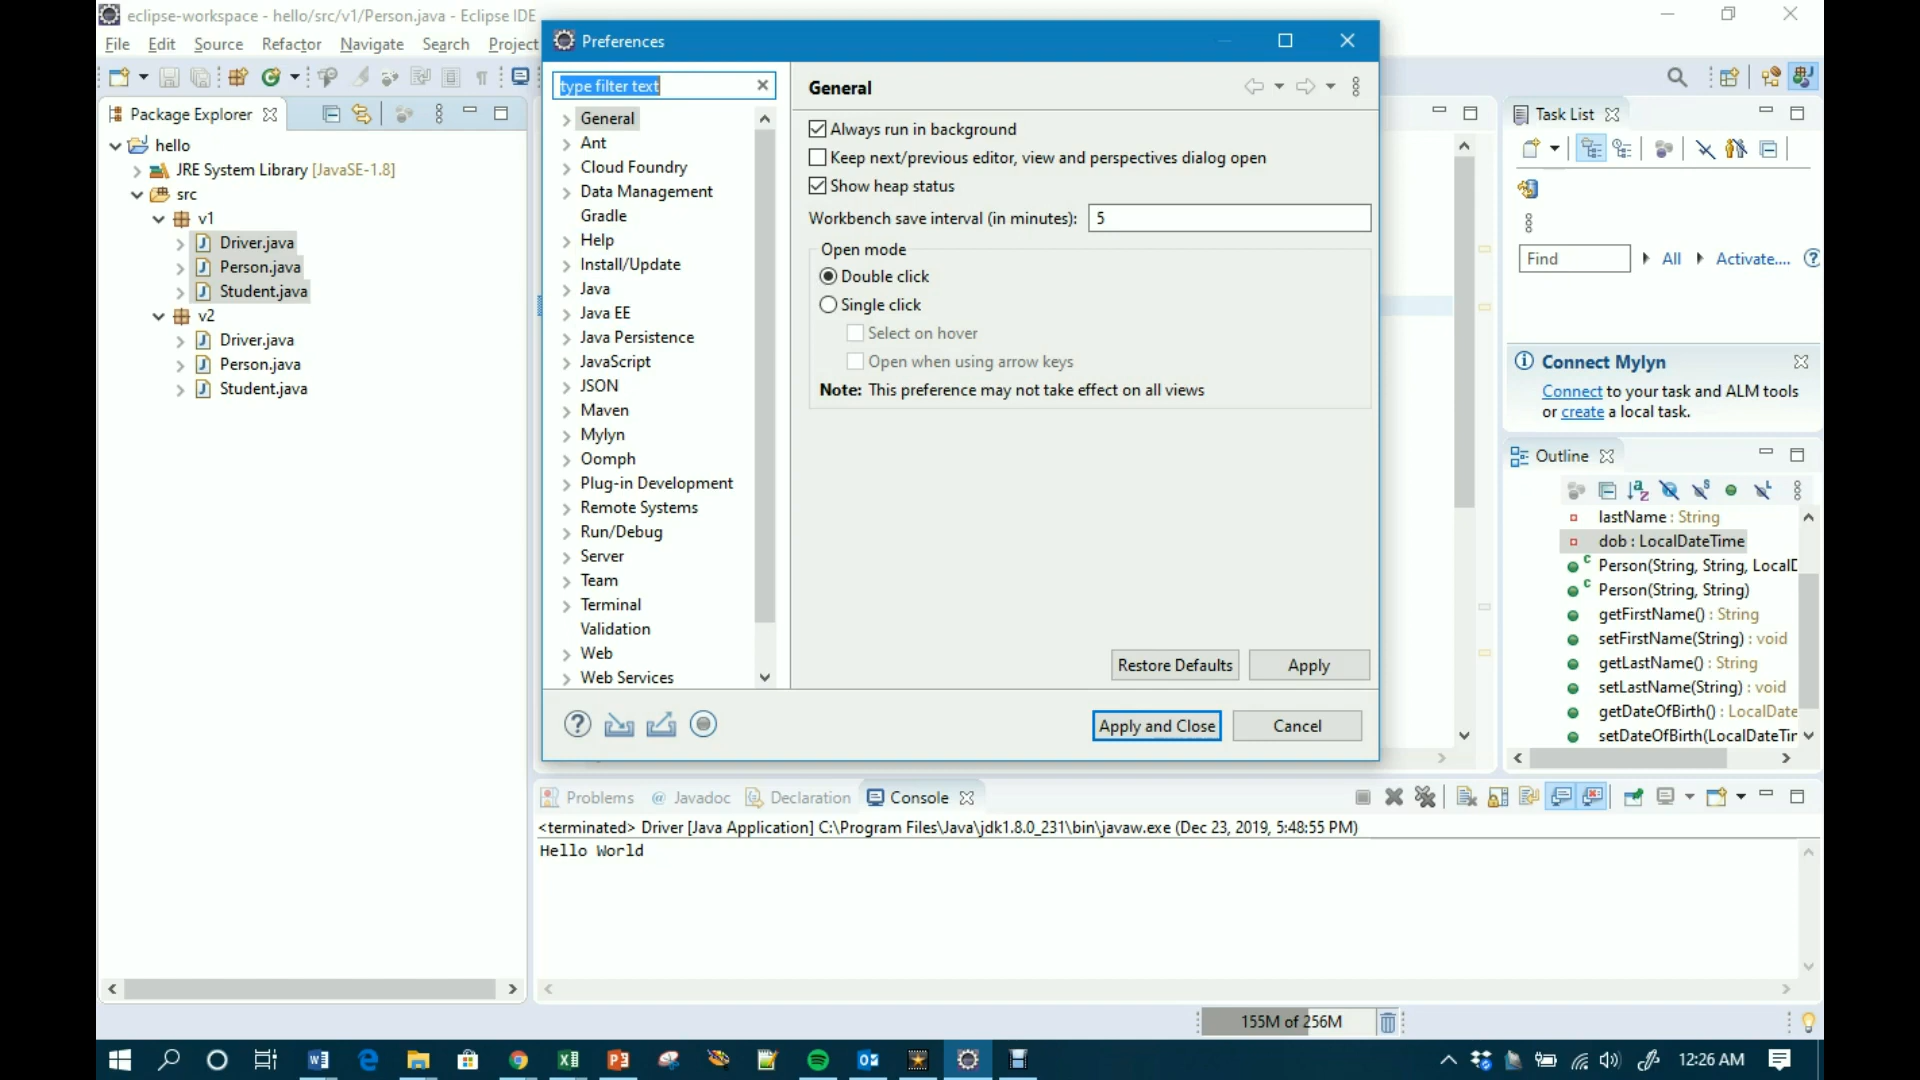 eclipse-workspace - hello/src/v1/Person.java - Eclipse IDE
File Edit Source Refactor Navigate Search Project
Package Explorer
hello
JRE System Library [JavaSE-1.8]
src
v1
Driver.java
Person.java
Student.java
v2
Driver.java
Person.java
Student.java
Preferences
type filter text
General
Ant
Cloud Foundry
Data Management
Gradle
Help
Install/Update
Java
Java EE
Java Persistence
JavaScript
JSON
Maven
Mylyn
Oomph
Plug-in Development
Remote Systems
Run/Debug
Server
Team
Terminal
Validation
Web
Web Services
General
Always run in background
Keep next/previous editor, view and perspectives dialog open
Show heap status
Workbench save interval (in minutes): 5
Open mode
Double click
Single click
Select on hover
Open when using arrow keys
Note: This preference may not take effect on all views
Restore Defaults Apply
Apply and Close Cancel
Task List
Find All Activate....
Connect Mylyn
Connect to your task and ALM tools
or create a local task.
Outline
lastName : String
dob : LocalDateTime
Person(String, String, LocalD
Person(String, String)
getFirstName() : String
setFirstName(String) : void
getLastName() : String
setLastName(String) : void
getDateOfBirth() : LocalDate
setDateOfBirth(LocalDateTir
Problems @ Javadoc Declaration Console
<terminated> Driver [Java Application] C:\Program Files\Java\jdk1.8.0_231\bin\javaw.exe (Dec 23, 2019, 5:48:55 PM)
Hello World
155M of 256M
12:26 AM